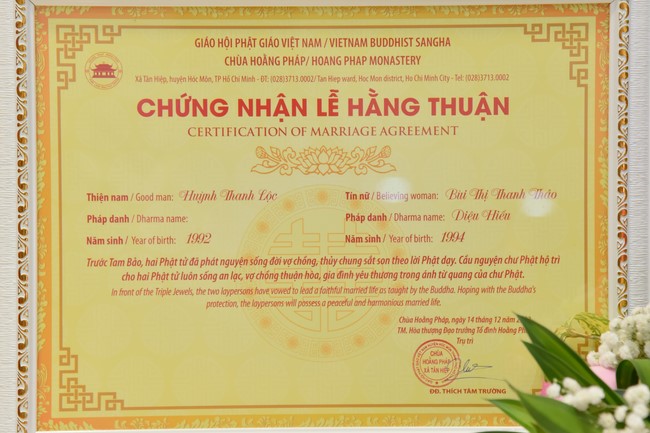 GIÁO HỘI PHẬT GIÁO VIỆT NAM / VIETNAM BUDDHIST SANGHA
CHÙA HOẰNG PHÁP/ HOANG PHAP MONASTERY
Xã Tân Hiệp, huyện Hóc Môn, TP Hồ Chí Minh - ĐT: (028)3713.0002/ Tan Hiep ward, Hoc Mon district, Ho Chi Minh City - Tel: (028)3713.0002
CHỨNG NHẬN LỄ HẰNG THUẬN
CERTIFICATION OF MARRIAGE AGREEMENT
Thiện nam / Good man: Huỳnh Thanh Lộc
Tín nữ / Believing woman: Bùi Thị Thanh Thảo
Pháp danh / Dharma name:
Pháp danh / Dharma name: Diệu Hiếu
Năm sinh / Year of birth: 1992
Năm sinh / Year of birth: 1994
Trước Tam Bảo, hai Phật tử đã phát nguyện sống đời vợ chồng, thủy chung sắt son theo lời Phật dạy. Cầu nguyện chư Phật hộ trì
cho hai Phật tử luôn sống an lạc, vợ chồng thuận hòa, gia đình yêu thương trong ánh từ quang của chư Phật.
In front of the Triple Jewels, the two laypersons have vowed to lead a faithful married life as taught by the Buddha. Hoping with the Buddha's
protection, the laypersons will possess a peaceful and harmonious married life.
Chùa Hoằng Pháp, ngày 14 tháng 12 năm
TM. Hòa thượng Đạo trưởng Tổ đình Hoằng
Trụ trì
CHÙA
HOẰNG PHÁP
XÃ TÂN HIỆP
ĐĐ. THÍCH TÂM TRƯỜNG